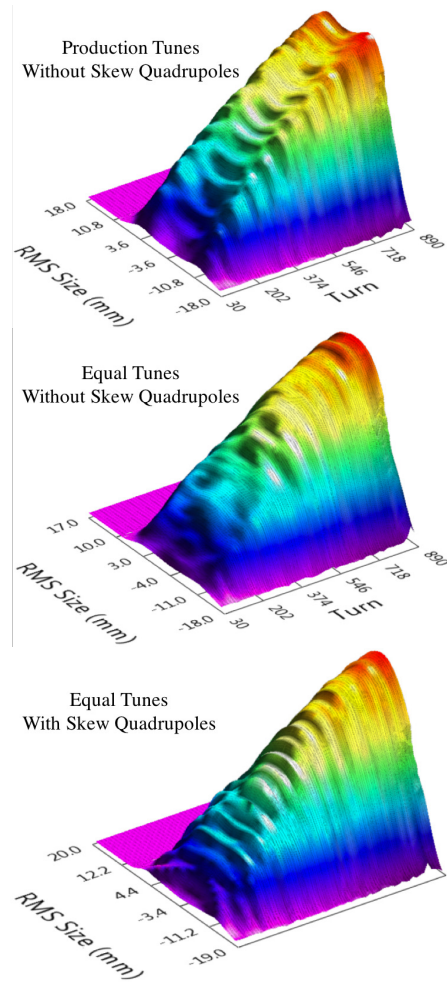 Production Tunes
Without Skew Quadrupoles
18.0
10.8
3.6
-3.6
-10.8
-18.0
RMS Size (mm)
30
202
374
546
718
890
Turn
Equal Tunes
Without Skew Quadrupoles
17.0
10.0
3.0
-4.0
-11.0
-18.0
RMS Size (mm)
30
202
374
546
718
890
Turn
Equal Tunes
With Skew Quadrupoles
20.0
12.2
4.4
-3.4
-11.2
-19.0
RMS Size (mm)